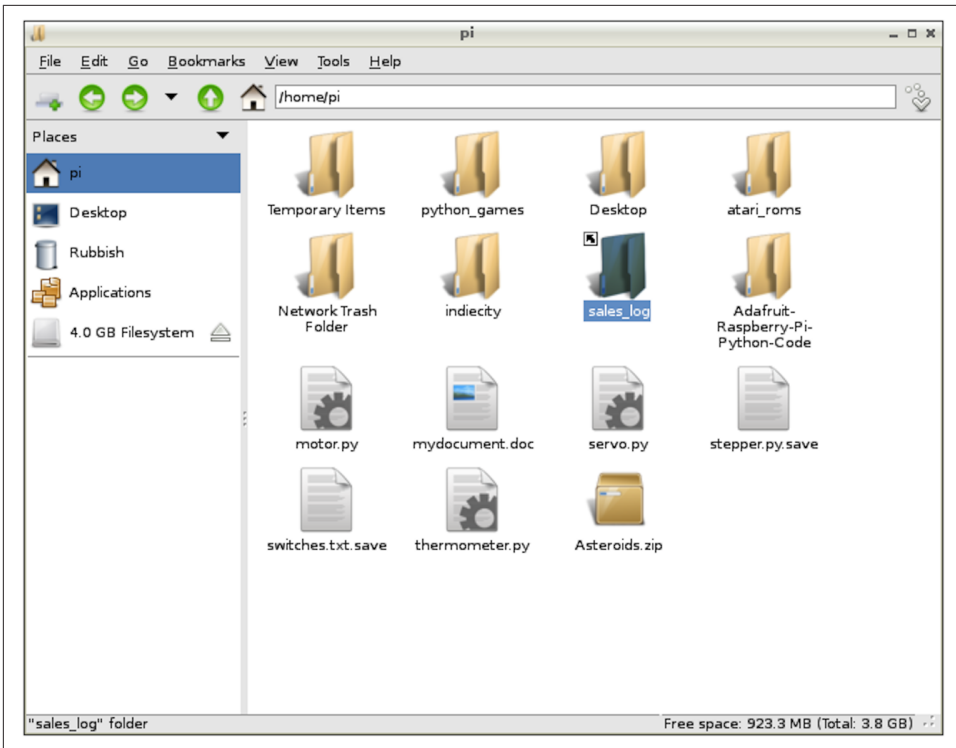 pi
File Edit Go Bookmarks View Tools Help
/home/pi
Places
pi
Desktop
Rubbish
Applications
4.0 GB Filesystem
Temporary Items python_games Desktop atari_roms
Network Trash
Folder
indiecity
sales_log
Adafruit-
Raspberry-Pi-
Python-Code
motor.py mydocument.doc servo.py stepper.py.save
switches.txt.save thermometer.py Asteroids.zip
"sales_log" folder Free space: 923.3 MB (Total: 3.8 GB)